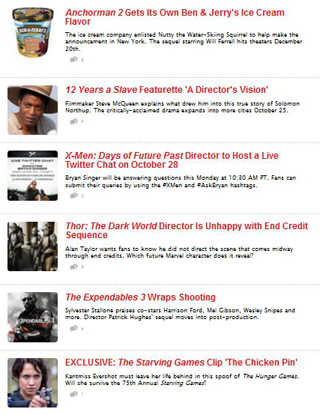 Anchorman 2 Gets Its Own Ben & Jerry's Ice Cream
Flavor
The ice cream company enlisted Nutty the Water-Skiing Squirrel to help make the
announcement in New York. The sequel starring Will Ferrell hits theaters December
20th.
12 Years a Slave Featurette 'A Director's Vision'
Filmmaker Steve McQueen explains what drew him into this true story of Solomon
Northup. The critically-acclaimed drama expands into more cities October 25.
X-Men: Days of Future Past Director to Host a Live
Twitter Chat on October 28
Bryan Singer will be answering questions this Monday at 10:30 AM PT. Fans can
submit their queries by using the #XMen and #AskBryan hashtags.
Thor: The Dark World Director Is Unhappy with End Credit
Sequence
Alan Taylor wants fans to know he did not direct the scene that comes midway
through end credits. Which future Marvel character does it reveal?
The Expendables 3 Wraps Shooting
Sylvester Stallone praises co-stars Harrison Ford, Mel Gibson, Wesley Snipes and
more. Director Patrick Hughes' sequel moves into post-production.
EXCLUSIVE: The Starving Games Clip 'The Chicken Pin'
Kantmiss Evershot must leave her life behind in this spoof of The Hunger Games.
Will she survive the 75th Annual Starving Games?